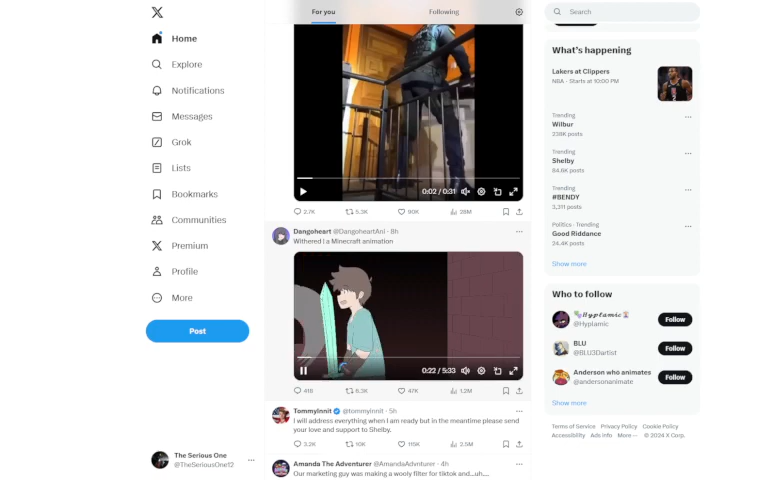 For you
Following
Search
Home
Explore
Notifications
Messages
Grok
Lists
Bookmarks
Communities
Premium
Profile
More
Post
The Serious One
@TheSeriousOne12
0:02 / 0:31
2.7K 5.3K 90K 28M
Dangoheart @DangoheartAni · 8h
Withered | a Minecraft animation
0:22 / 5:33
418 6.3K 47K 1.2M
TommyInnit @tommyinnit · 5h
I will address everything when I am ready but in the meantime please send
your love and support to Shelby.
3.2K 10K 115K 2.5M
Amanda The Adventurer @AmandaAdvnturer · 4h
Our marketing guy was making a wooly filter for tiktok and...uh....
What's happening
Lakers at Clippers
NBA · Starts at 10:00 PM
Trending
Wilbur
238K posts
Trending
Shelby
84.6K posts
Trending
#BENDY
3,311 posts
Politics · Trending
Good Riddance
24.4K posts
Show more
Who to follow
Hyplamic
@Hyplamic
Follow
BLU
@BLU3Dartist
Follow
Anderson who animates
@andersonanimate
Follow
Show more
Terms of Service Privacy Policy Cookie Policy
Accessibility Ads info More ··· © 2024 X Corp.